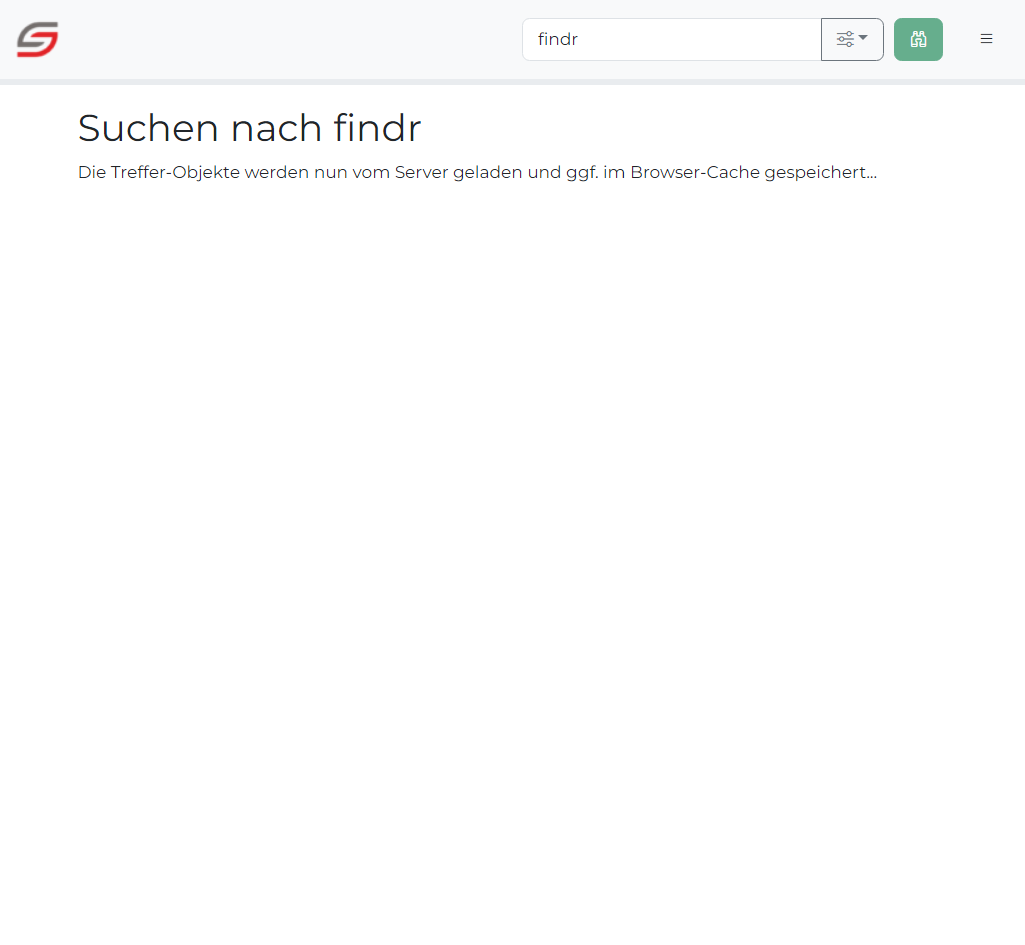 findr
Suchen nach findr
Die Treffer-Objekte werden nun vom Server geladen und ggf. im Browser-Cache gespeichert...